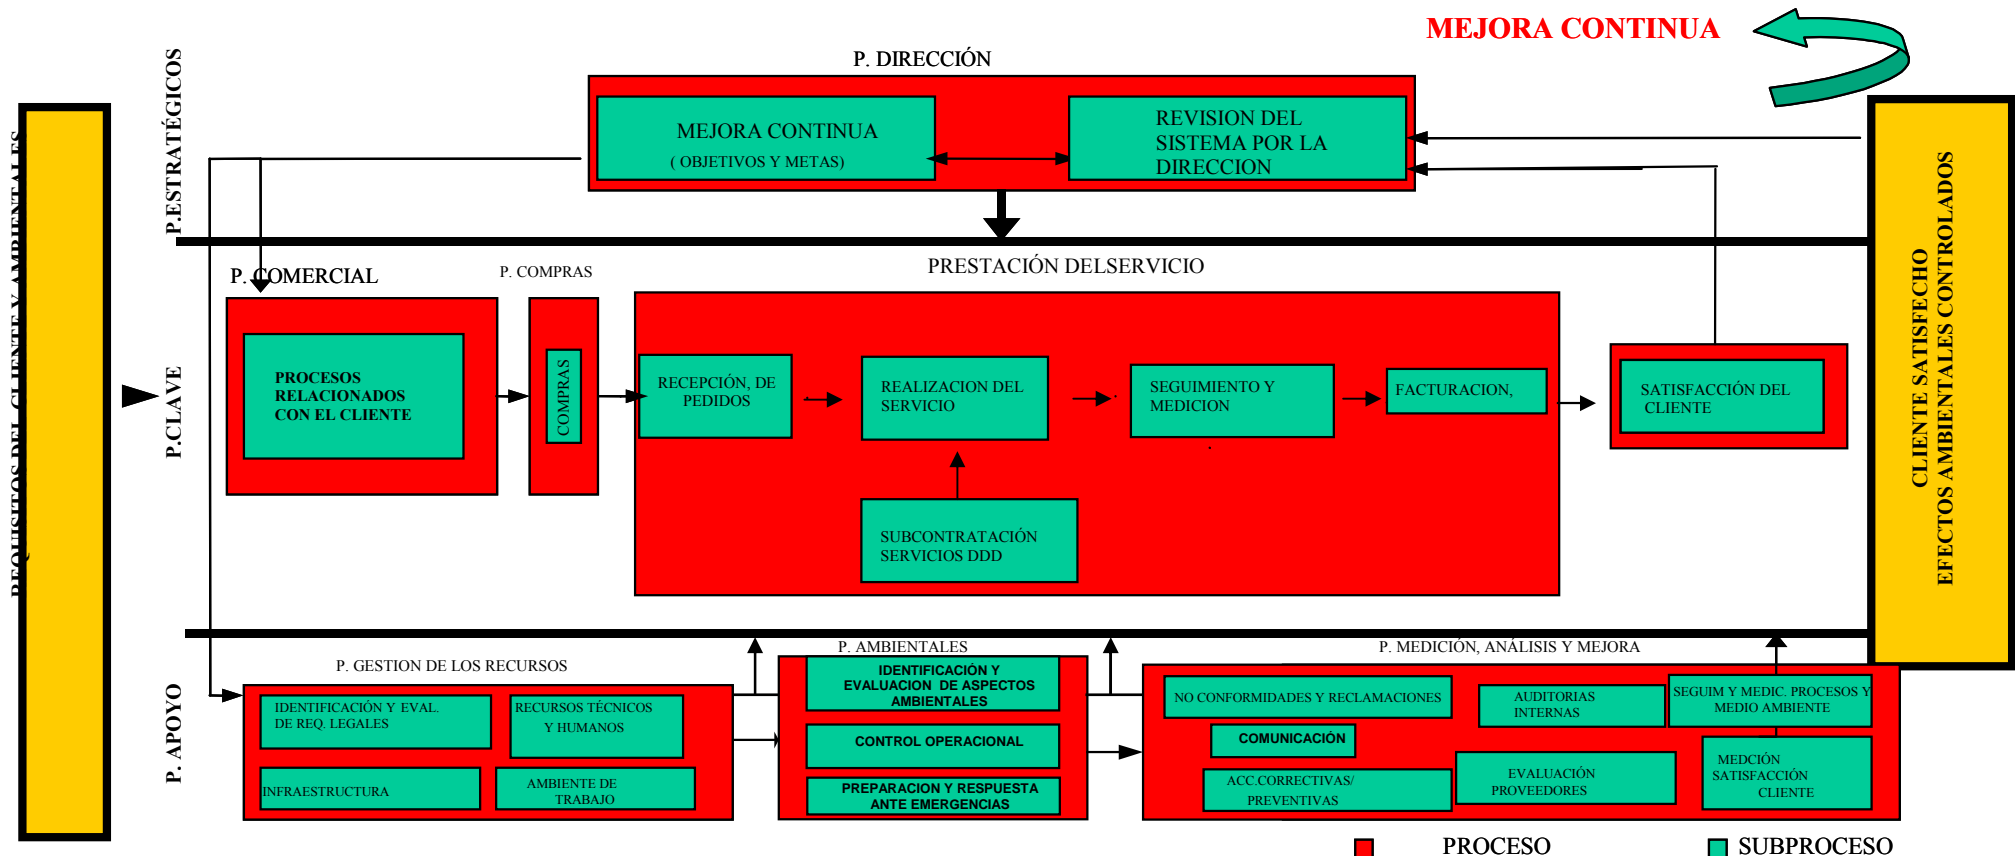 MEJORA CONTINUA
P. DIRECCIÓN
P.ESTRATÉGICOS
MEJORA CONTINUA
( OBJETIVOS Y METAS)
REVISION DEL
SISTEMA POR LA
DIRECCION
REQUISITOS DEL CLIENTE Y AMBIENTALES
CLIENTE SATISFECHO
EFECTOS AMBIENTALES CONTROLADOS
P. COMERCIAL
P. COMPRAS
PRESTACIÓN DELSERVICIO
P.CLAVE
PROCESOS
RELACIONADOS
CON EL CLIENTE
COMPRAS
RECEPCIÓN, DE
PEDIDOS
REALIZACION DEL
SERVICIO
SEGUIMIENTO Y
MEDICION
FACTURACION,
SATISFACCIÓN DEL
CLIENTE
SUBCONTRATACIÓN
SERVICIOS DDD
P. APOYO
P. GESTION DE LOS RECURSOS
P. AMBIENTALES
P. MEDICIÓN, ANÁLISIS Y MEJORA
IDENTIFICACIÓN Y EVAL.
DE REQ. LEGALES
RECURSOS TÉCNICOS
Y HUMANOS
INFRAESTRUCTURA
AMBIENTE DE
TRABAJO
IDENTIFICACIÓN Y
EVALUACION DE ASPECTOS
AMBIENTALES
CONTROL OPERACIONAL
PREPARACION Y RESPUESTA
ANTE EMERGENCIAS
NO CONFORMIDADES Y RECLAMACIONES
AUDITORIAS
INTERNAS
SEGUIM Y MEDIC. PROCESOS Y
MEDIO AMBIENTE
COMUNICACIÓN
ACC.CORRECTIVAS/
PREVENTIVAS
EVALUACIÓN
PROVEEDORES
MEDCIÓN
SATISFACCIÓN
CLIENTE
PROCESO
SUBPROCESO